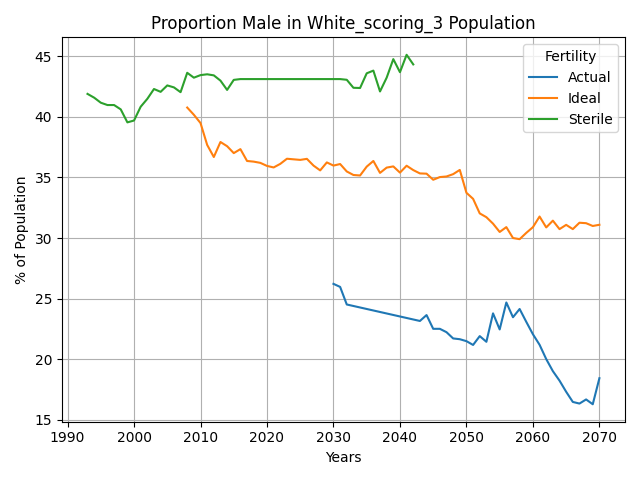 Proportion Male in White_scoring_3 Population
45
40
35
30
25
20
15
% of Population
Fertility
Actual
Ideal
Sterile
1990 2000 2010 2020 2030 2040 2050 2060 2070
Years